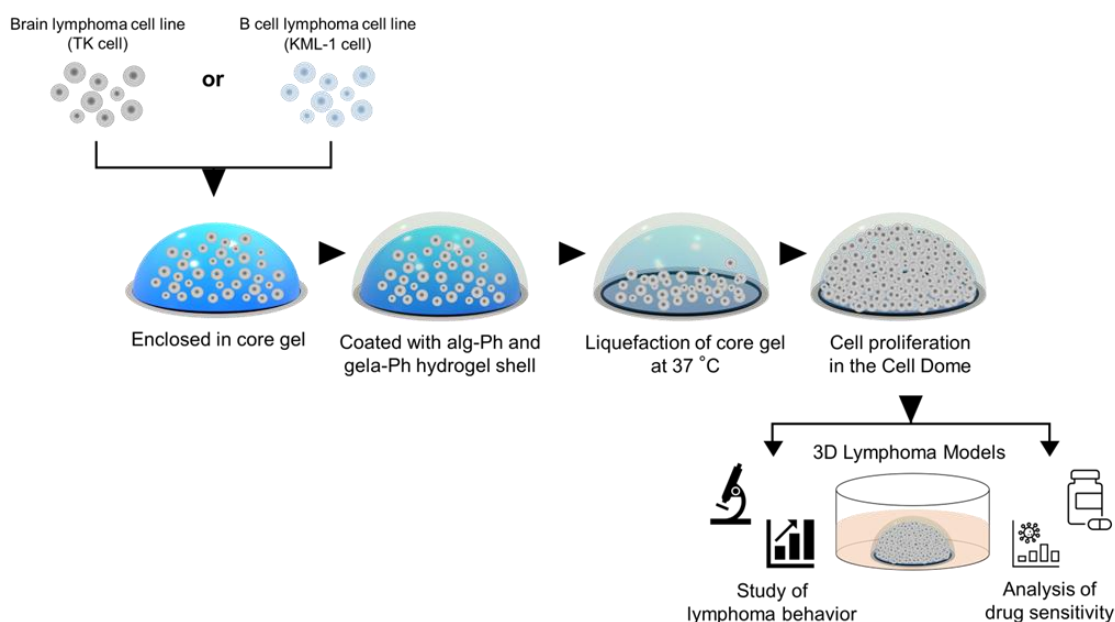 Brain lymphoma cell line
(TK cell)
or
B cell lymphoma cell line
(KML-1 cell)
Enclosed in core gel
Coated with alg-Ph and
gela-Ph hydrogel shell
Liquefaction of core gel
at 37 °C
Cell proliferation
in the Cell Dome
3D Lymphoma Models
Study of
lymphoma behavior
Analysis of
drug sensitivity